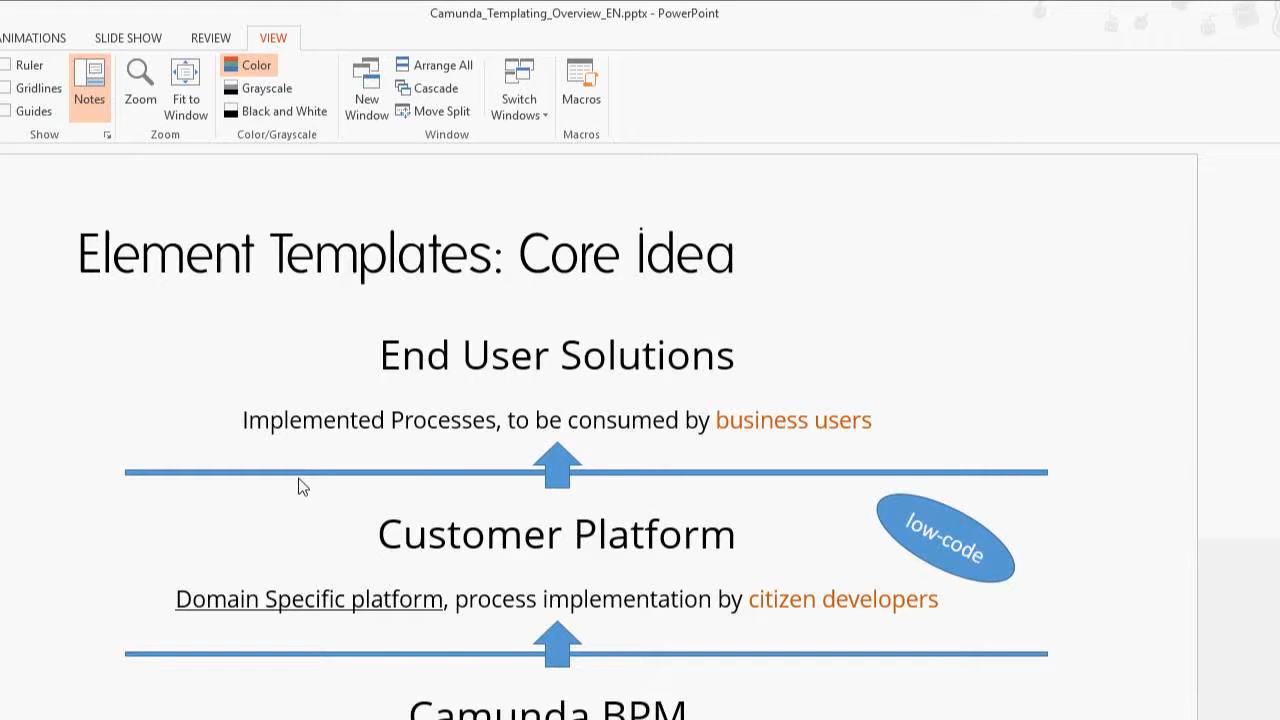 Camunda_Templating_Overview_EN.pptx - PowerPoint
NIMATIONS SLIDE SHOW REVIEW VIEW
Ruler
Gridlines
Guides
Notes
Show
Zoom
Fit to
Window
Zoom
Color
Grayscale
Black and White
Color/Grayscale
New
Window
Arrange All
Cascade
Move Split
Switch
Windows
Window
Macros
Macros
Element Templates: Core Idea
End User Solutions
Implemented Processes, to be consumed by business users
Customer Platform
low-code
Domain Specific platform, process implementation by citizen developers
Camunda BPM